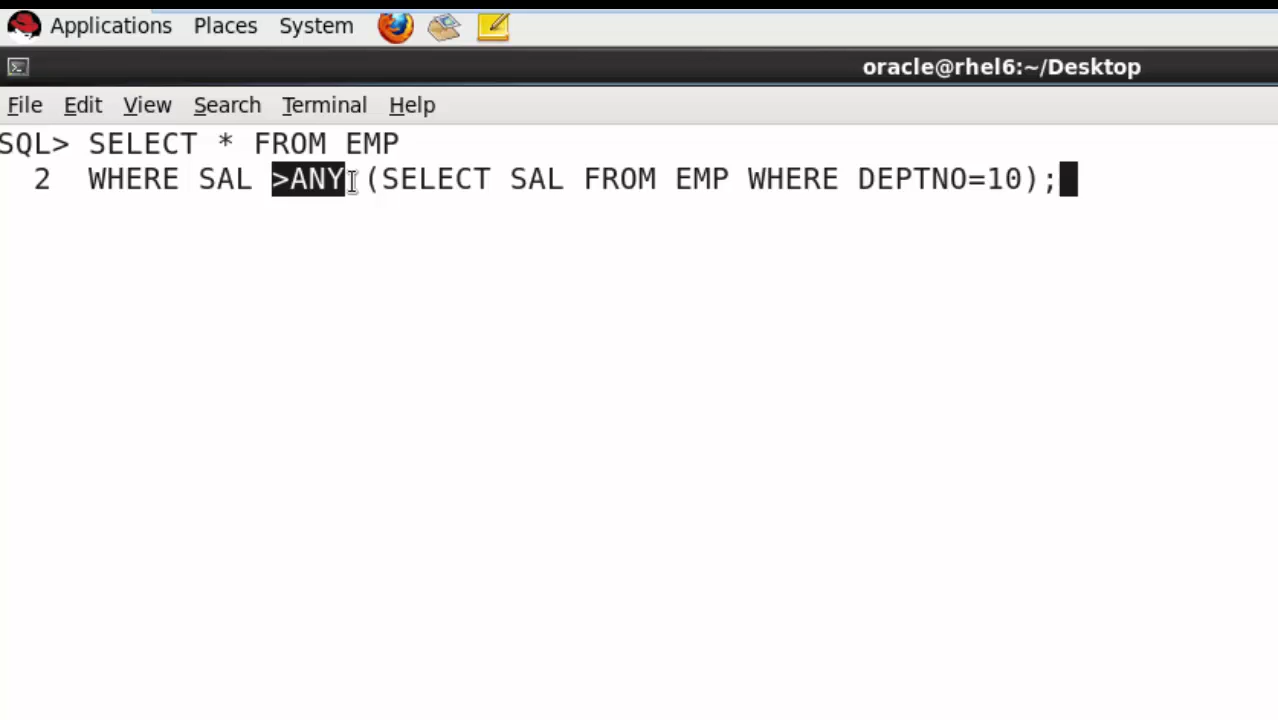 Applications Places System
oracle@rhel6:~/Desktop
File Edit View Search Terminal Help
SQL> SELECT * FROM EMP
2 WHERE SAL >ANY (SELECT SAL FROM EMP WHERE DEPTNO=10);